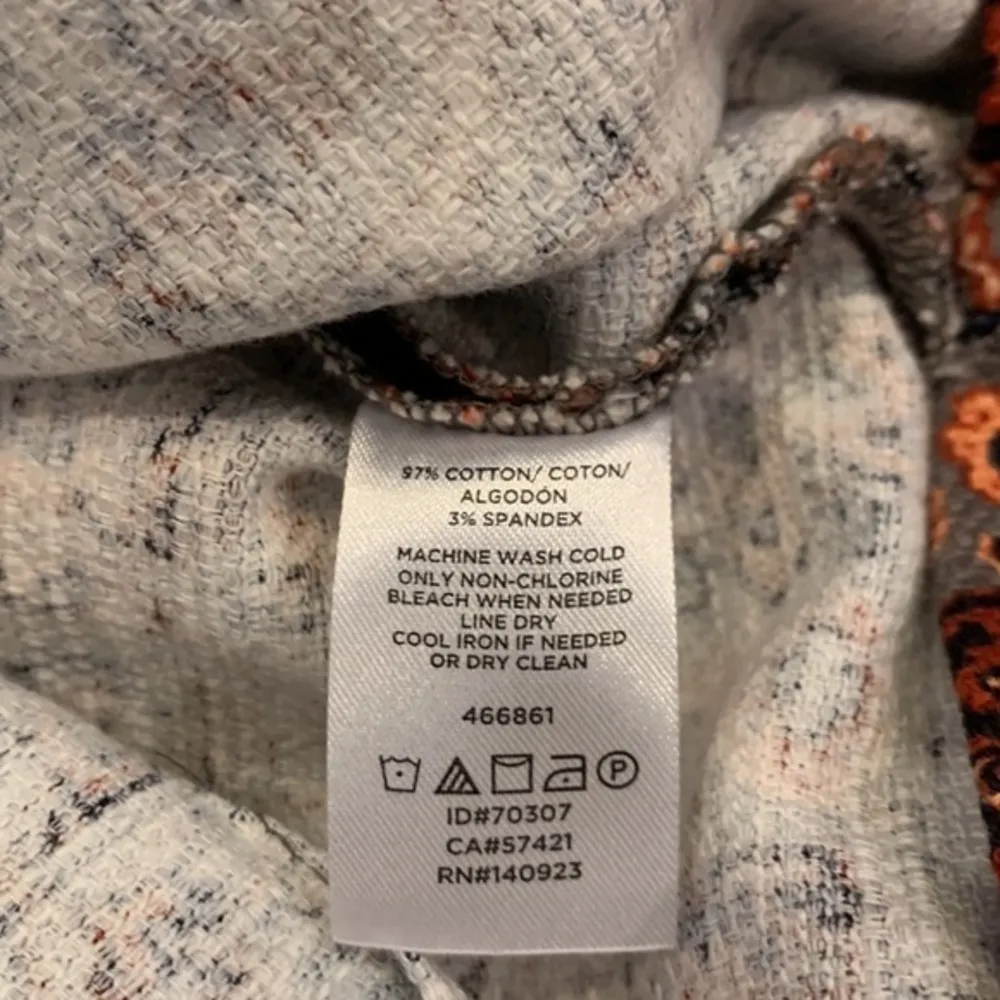 97% COTTON/ COTON/
ALGODÓN
3% SPANDEX
MACHINE WASH COLD
ONLY NON-CHLORINE
BLEACH WHEN NEEDED
LINE DRY
COOL IRON IF NEEDED
OR DRY CLEAN
466861
P
ID#70307
CA#57421
RN#140923